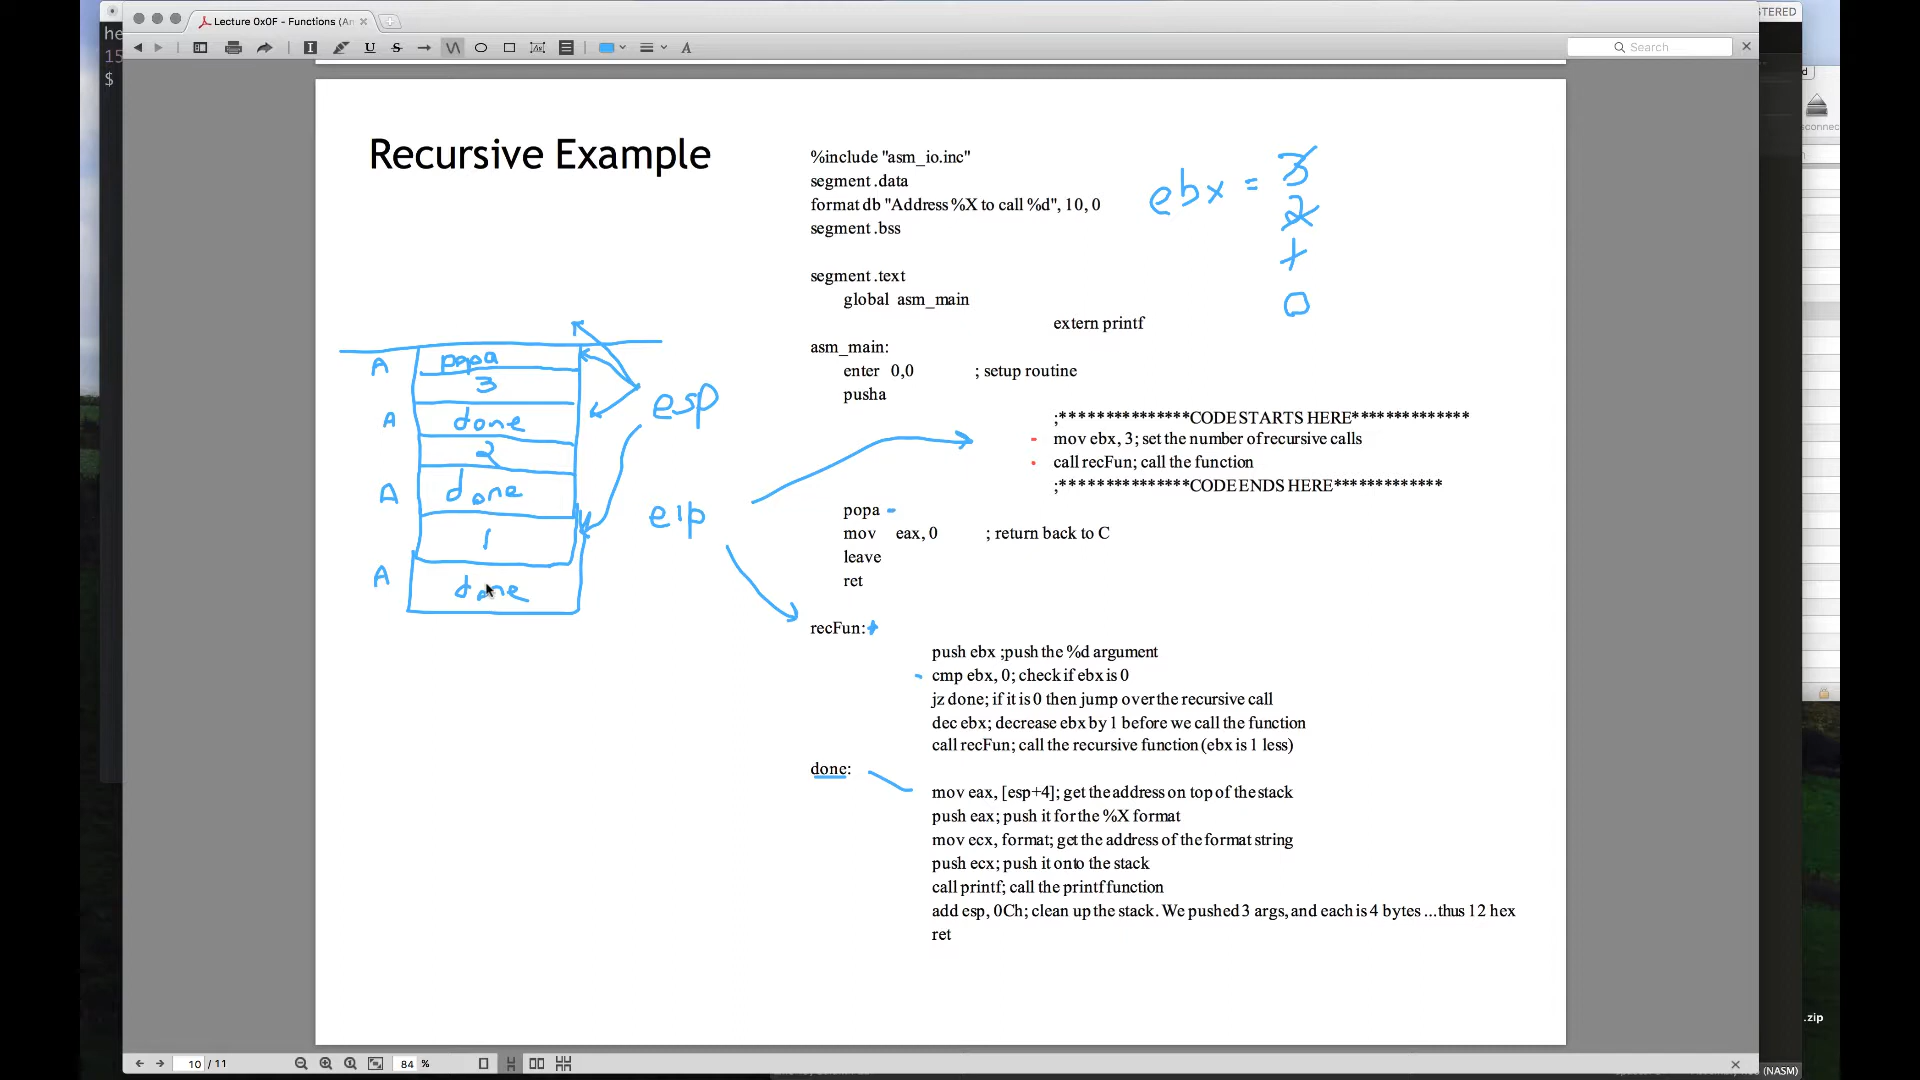 he
15
$
Lecture 0x0F - Functions (An
STERED
Search
Recursive Example
%include "asm_io.inc"
segment .data
format db "Address %X to call %d", 10, 0
segment .bss
segment .text
global asm_main
extern printf
asm_main:
enter 0,0 ; setup routine
pusha
;***************CODE STARTS HERE**************
mov ebx, 3; set the number of recursive calls
call recFun; call the function
;***************CODE ENDS HERE*************
popa
mov eax, 0 ; return back to C
leave
ret
recFun:
push ebx ;push the %d argument
cmp ebx, 0; check if ebx is 0
jz done; if it is 0 then jump over the recursive call
dec ebx; decrease ebx by 1 before we call the function
call recFun; call the recursive function (ebx is 1 less)
done:
mov eax, [esp+4]; get the address on top of the stack
push eax; push it for the %X format
mov ecx, format; get the address of the format string
push ecx; push it onto the stack
call printf; call the printf function
add esp, 0Ch; clean up the stack. We pushed 3 args, and each is 4 bytes ...thus 12 hex
ret
ebx = 3
2
1
0
A popa
3
A done
2
A done
1
A done
esp
eip
10 / 11
84 %
.zip
(NASM)